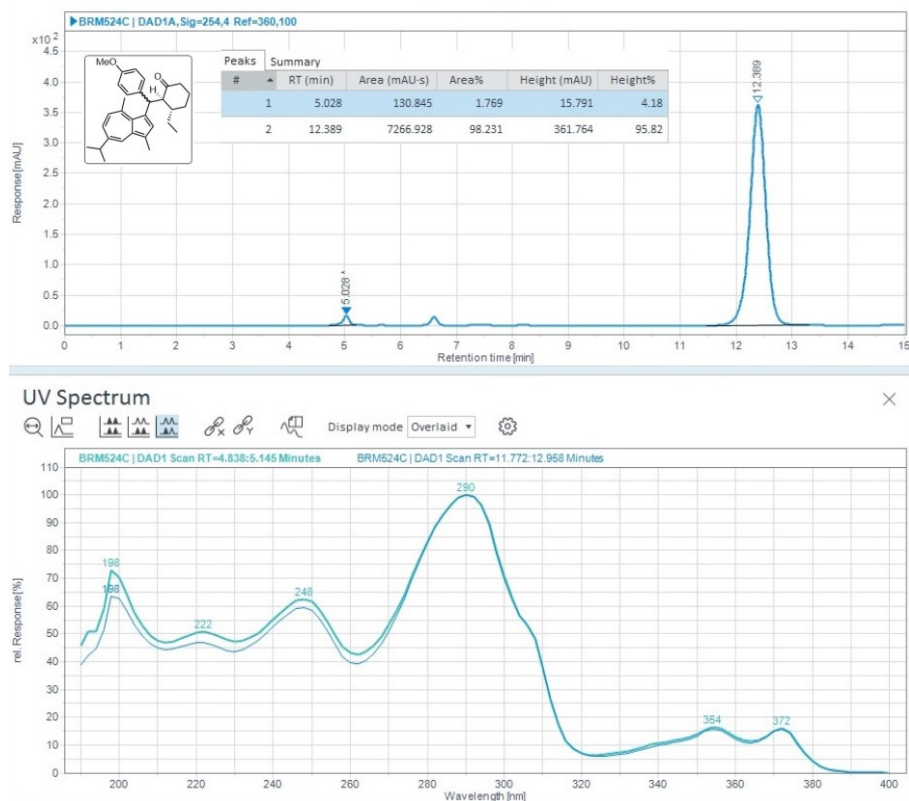 BRM524C | DAD1A,Sig=254,4 Ref=360,100
x10²
4.5
4.0
3.5
3.0
2.5
2.0
1.5
1.0
0.5
0.0
Response[mAU]
MeO
H
O
Peaks Summary
# RT (min) Area (mAU·s) Area% Height (mAU) Height%
1 5.028 130.845 1.769 15.791 4.18
2 12.389 7266.928 98.231 361.764 95.82
5.028 *
12.389
0 1 2 3 4 5 6 7 8 9 10 11 12 13 14 15
Retention time [min]
UV Spectrum
Display mode Overlaid
BRM524C | DAD1 Scan RT=4.838:5.145 Minutes BRM524C | DAD1 Scan RT=11.772:12.958 Minutes
110
100
90
80
70
60
50
40
30
20
10
0
rel. Response[%]
198
198
222
248
290
354
372
200 220 240 260 280 300 320 340 360 380 400
Wavelength [nm]